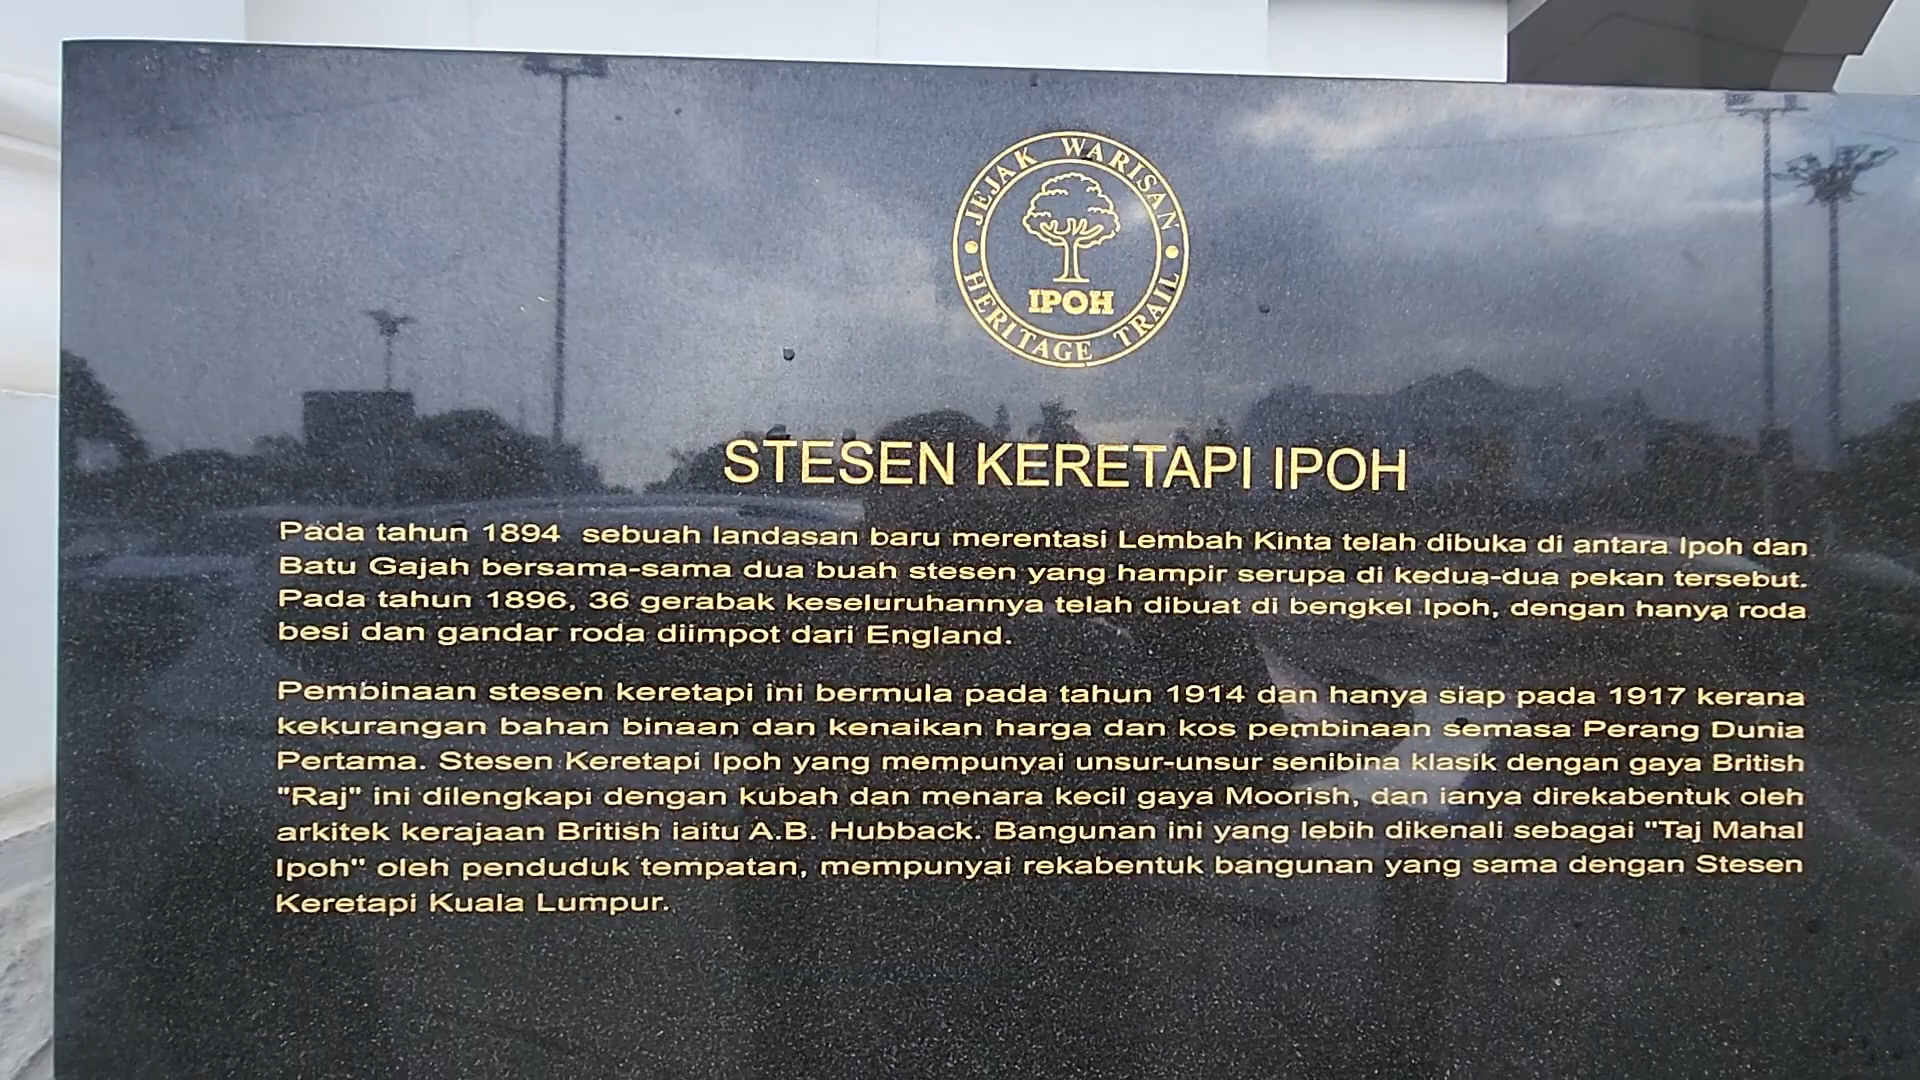 JEJAK WARISAN
IPOH
HERITAGE TRAIL
STESEN KERETAPI IPOH
Pada tahun 1894 sebuah landasan baru merentasi Lembah Kinta telah dibuka di antara Ipoh dan
Batu Gajah bersama-sama dua buah stesen yang hampir serupa di kedua-dua pekan tersebut.
Pada tahun 1896, 36 gerabak keseluruhannya telah dibuat di bengkel Ipoh, dengan hanya roda
besi dan gandar roda diimpot dari England.
Pembinaan stesen keretapi ini bermula pada tahun 1914 dan hanya siap pada 1917 kerana
kekurangan bahan binaan dan kenaikan harga dan kos pembinaan semasa Perang Dunia
Pertama. Stesen Keretapi Ipoh yang mempunyai unsur-unsur senibina klasik dengan gaya British
"Raj" ini dilengkapi dengan kubah dan menara kecil gaya Moorish, dan ianya direkabentuk oleh
arkitek kerajaan British iaitu A.B. Hubback. Bangunan ini yang lebih dikenali sebagai "Taj Mahal
Ipoh" oleh penduduk tempatan, mempunyai rekabentuk bangunan yang sama dengan Stesen
Keretapi Kuala Lumpur.